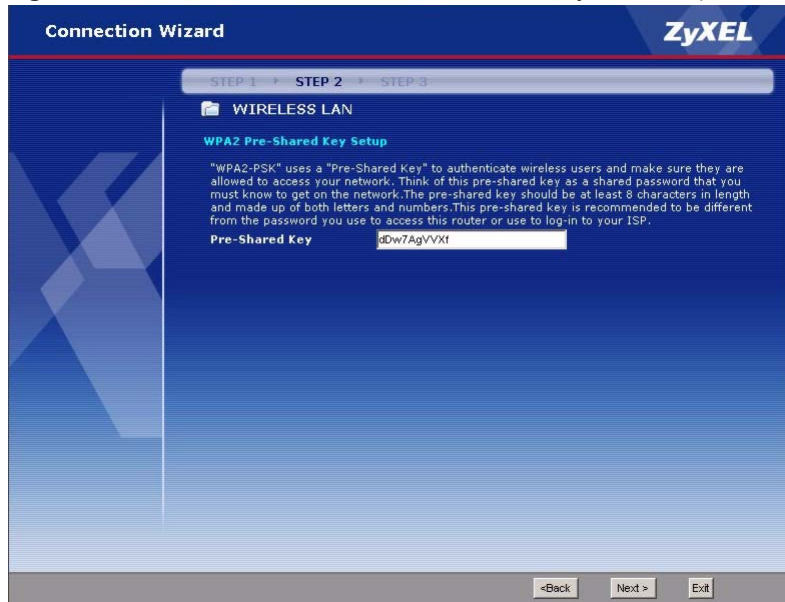 Connection Wizard
ZyXEL
STEP 1 STEP 2 STEP 3
WIRELESS LAN
WPA2 Pre-Shared Key Setup
"WPA2-PSK" uses a "Pre-Shared Key" to authenticate wireless users and make sure they are
allowed to access your network. Think of this pre-shared key as a shared password that you
must know to get on the network.The pre-shared key should be at least 8 characters in length
and made up of both letters and numbers.This pre-shared key is recommended to be different
from the password you use to access this router or use to log-in to your ISP.
Pre-Shared Key dDw7AgVVXf
<Back Next > Exit